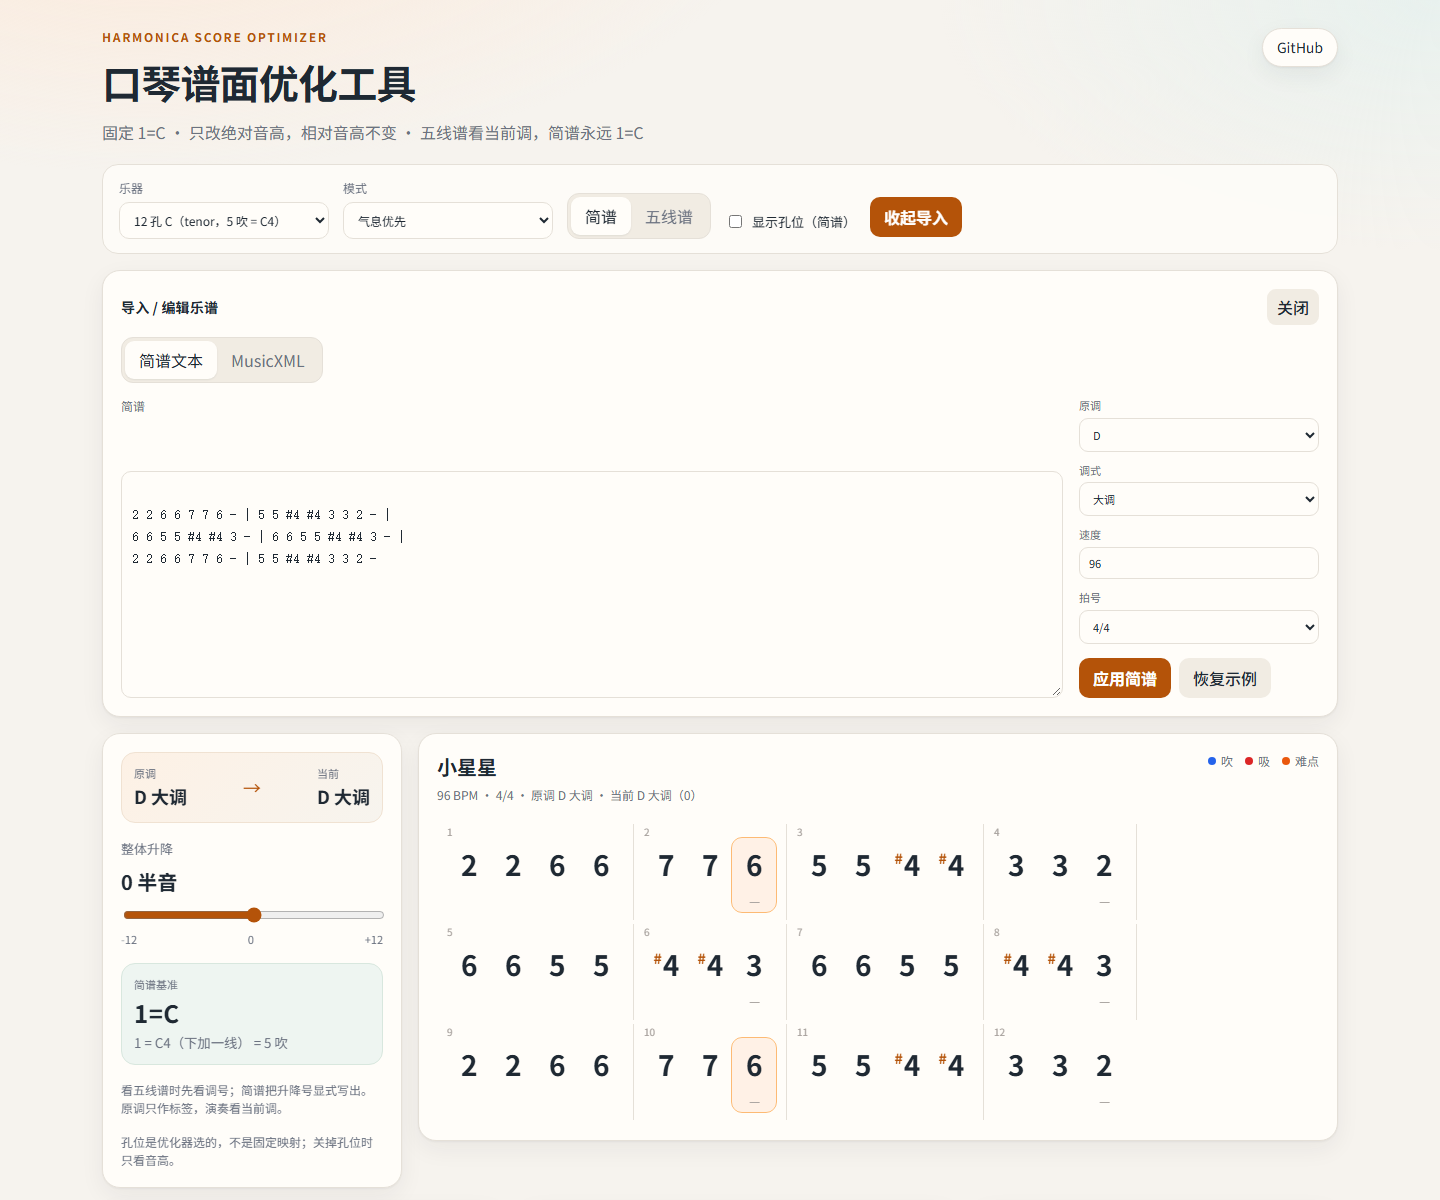 HARMONICA SCORE OPTIMIZER
GitHub
口琴谱面优化工具
固定 1=C · 只改绝对音高，相对音高不变 · 五线谱看当前调，简谱永远 1=C
乐器
模式
12 孔 C（tenor，5 吹 = C4）
气息优先
简谱
五线谱
显示孔位（简谱）
收起导入
导入 / 编辑乐谱
关闭
简谱文本
MusicXML
简谱
2 2 6 6 7 7 6 - | 5 5 #4 #4 3 3 2 - |
6 6 5 5 #4 #4 3 - | 6 6 5 5 #4 #4 3 - |
2 2 6 6 7 7 6 - | 5 5 #4 #4 3 3 2 -
原调
D
调式
大调
速度
96
拍号
4/4
应用简谱
恢复示例
原调
D 大调
→
当前
D 大调
整体升降
0 半音
-12
0
+12
简谱基准
1=C
1 = C4（下加一线） = 5 吹
看五线谱时先看调号；简谱把升降号显式写出。
原调只作标签，演奏看当前调。
孔位是优化器选的，不是固定映射；关掉孔位时
只看音高。
小星星
吹
吸
难点
96 BPM · 4/4 · 原调 D 大调 · 当前 D 大调（0）
1
2
3
4
2 2 6 6
7 7 6
5 5 #4 #4
3 3 2
—
—
5
6
7
8
6 6 5 5
#4 #4 3
6 6 5 5
#4 #4 3
—
—
9
10
11
12
2 2 6 6
7 7 6
5 5 #4 #4
3 3 2
—
—